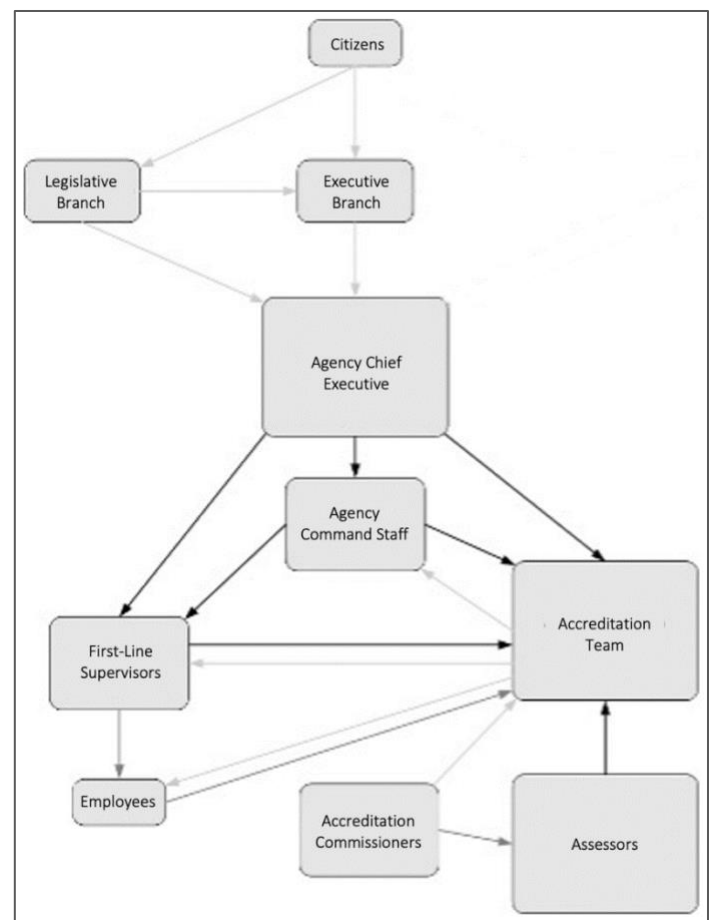 Citizens
Legislative
Branch
Executive
Branch
Agency Chief
Executive
Agency
Command Staff
Accreditation
Team
First-Line
Supervisors
Employees
Accreditation
Commissioners
Assessors